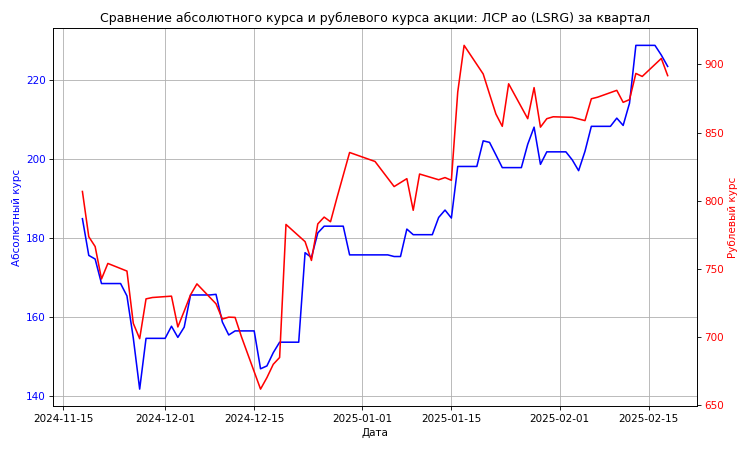 Сравнение абсолютного курса и рублевого курса акции: ЛСР ао (LSRG) за квартал
Абсолютный курс
220
200
180
160
140
900
850
800
750
700
650
Рублевый курс
2024-11-15 2024-12-01 2024-12-15 2025-01-01 2025-01-15 2025-02-01 2025-02-15
Дата